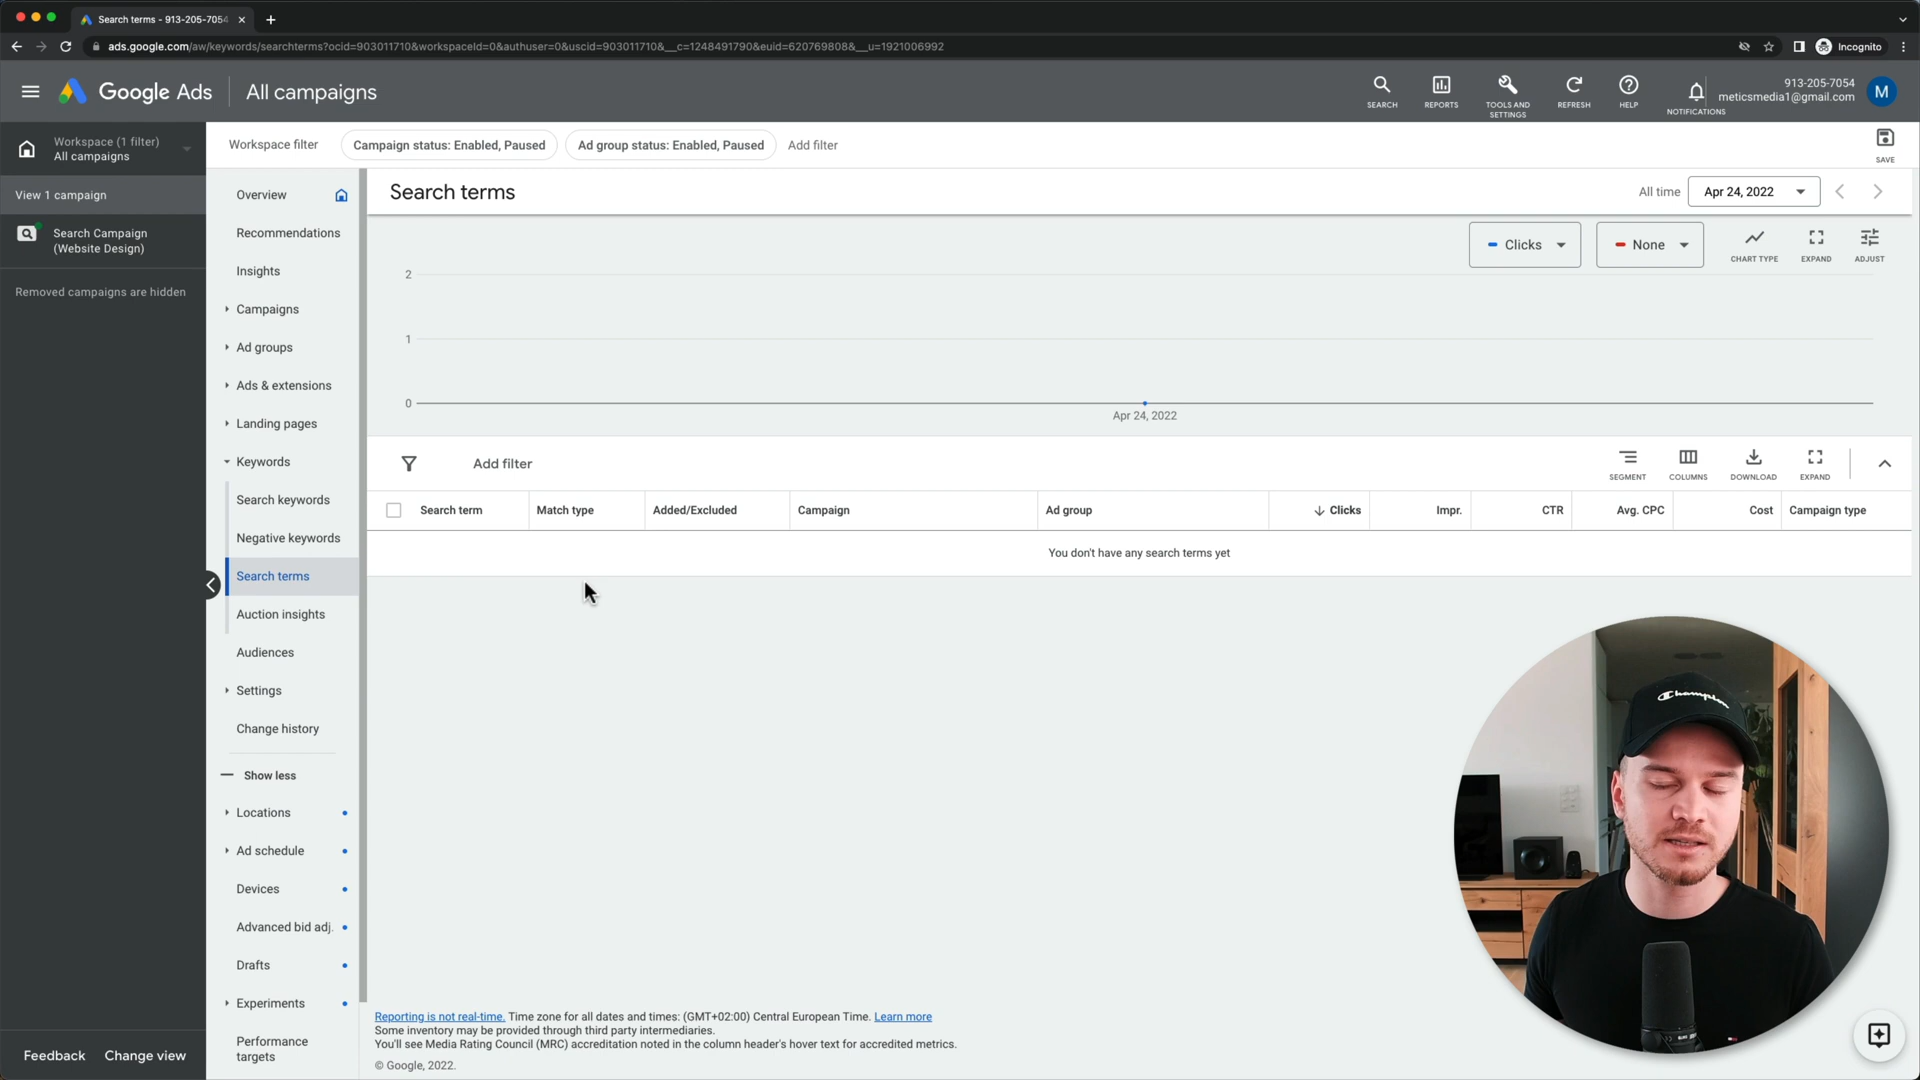 Search terms - 913-205-7054
ads.google.com/aw/keywords/searchterms?ocid=903011710&workspaceId=0&authuser=0&uscid=903011710&__c=1248491790&euid=620769808&__u=1921006992
Incognito
Google Ads
All campaigns
SEARCH
REPORTS
TOOLS AND
SETTINGS
REFRESH
HELP
NOTIFICATIONS
913-205-7054
meticsmedia1@gmail.com
M
Workspace (1 filter)
All campaigns
View 1 campaign
Search Campaign
(Website Design)
Removed campaigns are hidden
Feedback
Change view
Workspace filter
Campaign status: Enabled, Paused
Ad group status: Enabled, Paused
Add filter
SAVE
Overview
Recommendations
Insights
Campaigns
Ad groups
Ads & extensions
Landing pages
Keywords
Search keywords
Negative keywords
Search terms
Auction insights
Audiences
Settings
Change history
Show less
Locations
Ad schedule
Devices
Advanced bid adj.
Drafts
Experiments
Performance
targets
Search terms
All time
Apr 24, 2022
Clicks
None
CHART TYPE
EXPAND
ADJUST
2
1
0
Apr 24, 2022
Add filter
SEGMENT
COLUMNS
DOWNLOAD
EXPAND
Search term
Match type
Added/Excluded
Campaign
Ad group
Clicks
Impr.
CTR
Avg. CPC
Cost
Campaign type
You don't have any search terms yet
Champion
Reporting is not real-time. Time zone for all dates and times: (GMT+02:00) Central European Time. Learn more
Some inventory may be provided through third party intermediaries.
You'll see Media Rating Council (MRC) accreditation noted in the column header's hover text for accredited metrics.
© Google, 2022.